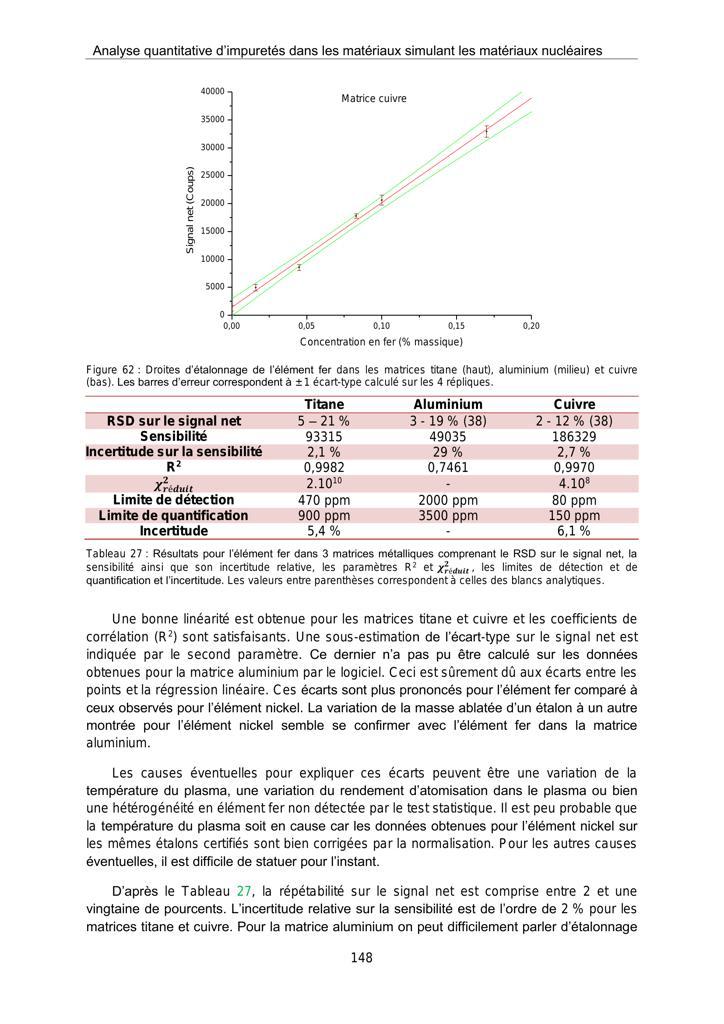 Analyse quantitative d'impuretés dans les matériaux simulant les matériaux nucléaires
Matrice cuivre
40000
35000
30000
25000
20000
15000
10000
5000
0
Signal net (Coups)
0,00 0,05 0,10 0,15 0,20
Concentration en fer (% massique)
Figure 62 : Droites d'étalonnage de l'élément fer dans les matrices titane (haut), aluminium (milieu) et cuivre
(bas). Les barres d'erreur correspondent à ± 1 écart-type calculé sur les 4 répliques.
Titane Aluminium Cuivre
RSD sur le signal net 5 – 21 % 3 - 19 % (38) 2 - 12 % (38)
Sensibilité 93315 49035 186329
Incertitude sur la sensibilité 2,1 % 29 % 2,7 %
R² 0,9982 0,7461 0,9970
χ²réduit 2.10¹⁰ - 4.10⁸
Limite de détection 470 ppm 2000 ppm 80 ppm
Limite de quantification 900 ppm 3500 ppm 150 ppm
Incertitude 5,4 % - 6,1 %
Tableau 27 : Résultats pour l'élément fer dans 3 matrices métalliques comprenant le RSD sur le signal net, la
sensibilité ainsi que son incertitude relative, les paramètres R² et χ²réduit, les limites de détection et de
quantification et l'incertitude. Les valeurs entre parenthèses correspondent à celles des blancs analytiques.
Une bonne linéarité est obtenue pour les matrices titane et cuivre et les coefficients de
corrélation (R²) sont satisfaisants. Une sous-estimation de l'écart-type sur le signal net est
indiquée par le second paramètre. Ce dernier n'a pas pu être calculé sur les données
obtenues pour la matrice aluminium par le logiciel. Ceci est sûrement dû aux écarts entre les
points et la régression linéaire. Ces écarts sont plus prononcés pour l'élément fer comparé à
ceux observés pour l'élément nickel. La variation de la masse ablatée d'un étalon à un autre
montrée pour l'élément nickel semble se confirmer avec l'élément fer dans la matrice
aluminium.
Les causes éventuelles pour expliquer ces écarts peuvent être une variation de la
température du plasma, une variation du rendement d'atomisation dans le plasma ou bien
une hétérogénéité en élément fer non détectée par le test statistique. Il est peu probable que
la température du plasma soit en cause car les données obtenues pour l'élément nickel sur
les mêmes étalons certifiés sont bien corrigées par la normalisation. Pour les autres causes
éventuelles, il est difficile de statuer pour l'instant.
D'après le Tableau 27, la répétabilité sur le signal net est comprise entre 2 et une
vingtaine de pourcents. L'incertitude relative sur la sensibilité est de l'ordre de 2 % pour les
matrices titane et cuivre. Pour la matrice aluminium on peut difficilement parler d'étalonnage
148